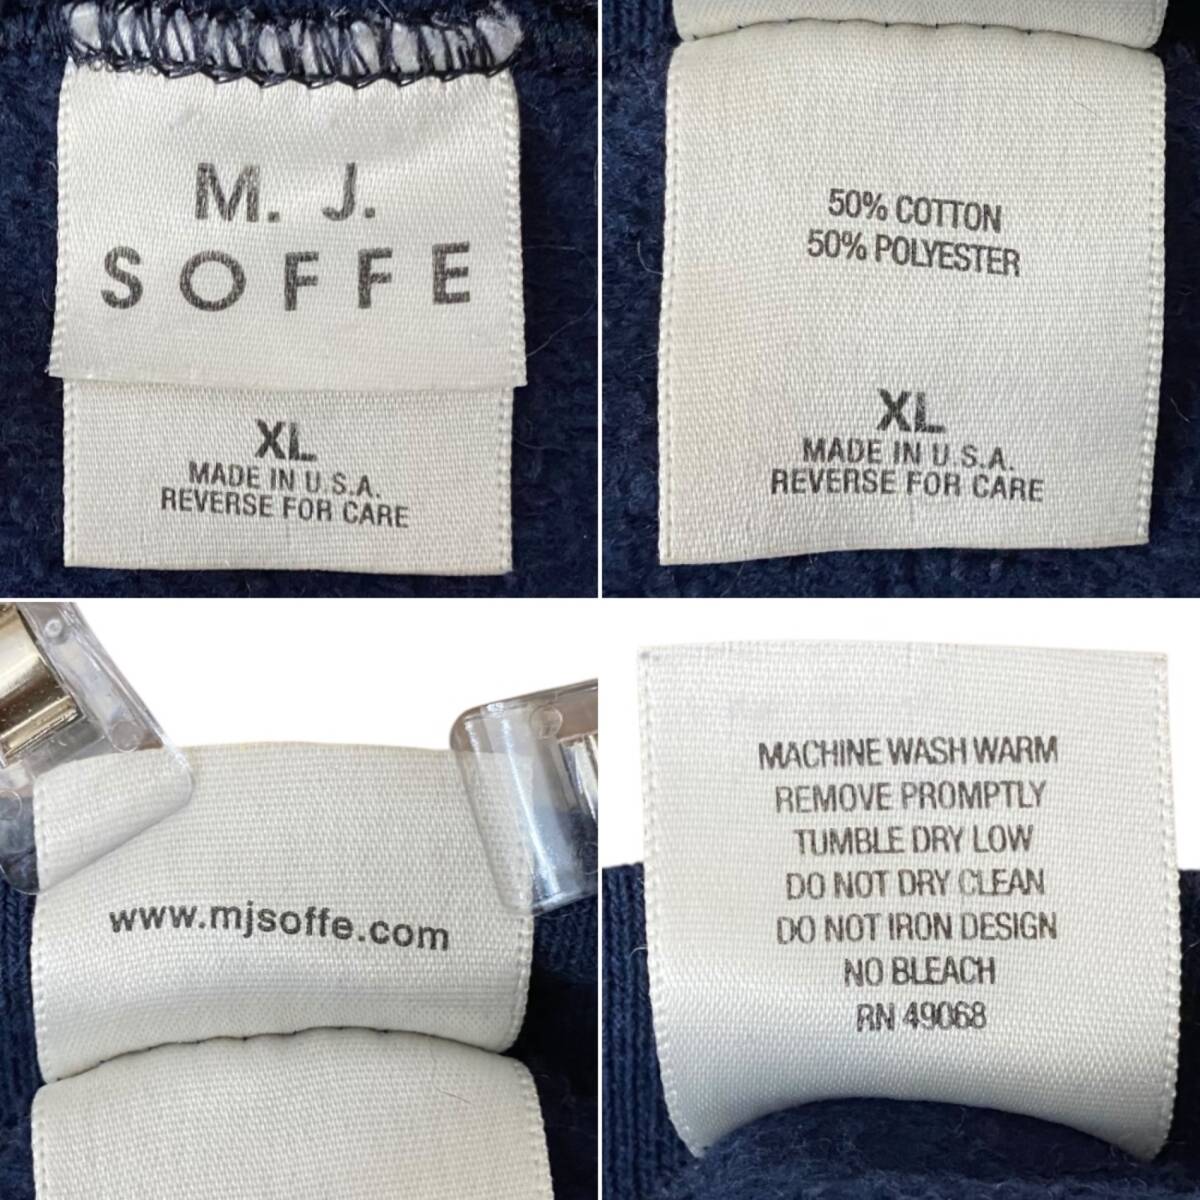 M. J.
SOFFE
XL
MADE IN U.S.A.
REVERSE FOR CARE
50% COTTON
50% POLYESTER
XL
MADE IN U.S.A.
REVERSE FOR CARE
www.mjsoffe.com
MACHINE WASH WARM
REMOVE PROMPTLY
TUMBLE DRY LOW
DO NOT DRY CLEAN
DO NOT IRON DESIGN
NO BLEACH
RN 49068